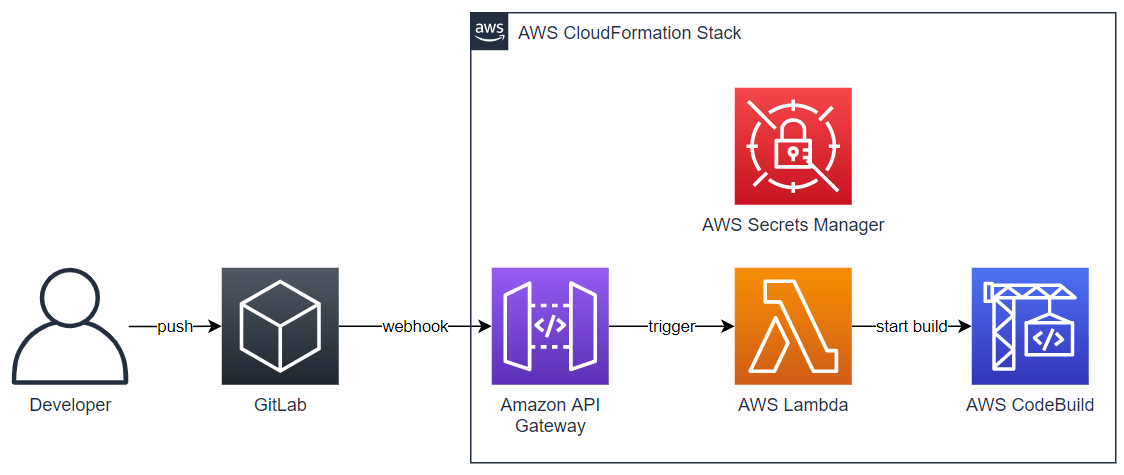 aws
AWS CloudFormation Stack
AWS Secrets Manager
push
webhook
trigger
start build
Developer
GitLab
Amazon API
Gateway
AWS Lambda
AWS CodeBuild